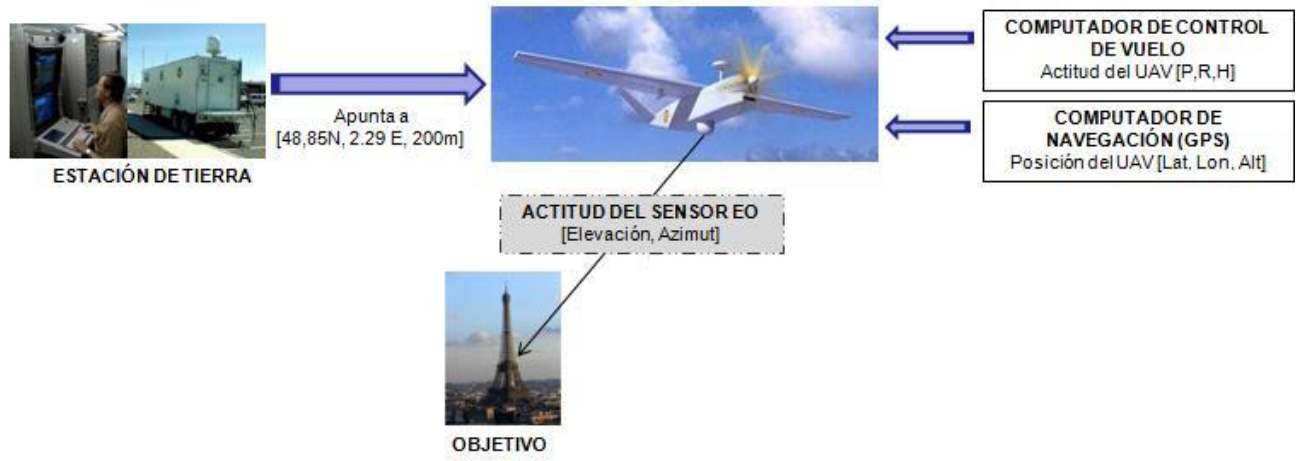 COMPUTADOR DE CONTROL
DE VUELO
Actitud del UAV [P,R,H]
COMPUTADOR DE
NAVEGACIÓN (GPS)
Posición del UAV [Lat, Lon, Alt]
Apunta a
[48,85N, 2.29 E, 200m]
ESTACIÓN DE TIERRA
ACTITUD DEL SENSOR EO
[Elevación, Azimut]
OBJETIVO